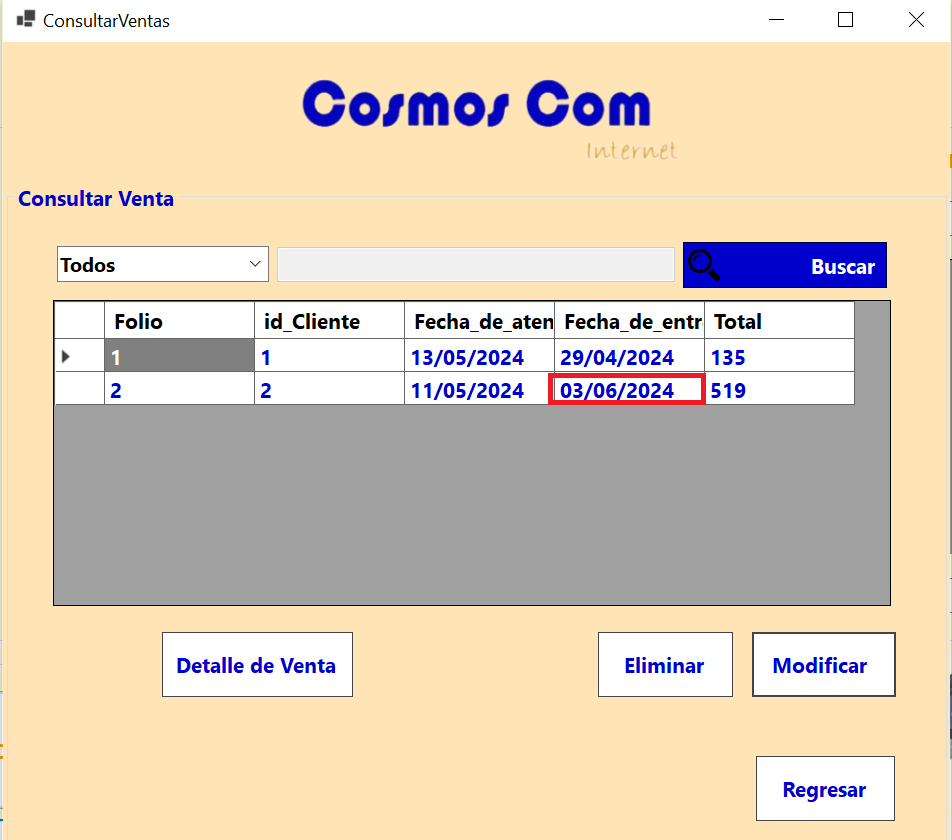 ConsultarVentas
Cosmos Com
Internet
Consultar Venta
Todos
Buscar
Folio id_Cliente Fecha_de_aten Fecha_de_entr Total
1 1 13/05/2024 29/04/2024 135
2 2 11/05/2024 03/06/2024 519
Detalle de Venta Eliminar Modificar
Regresar